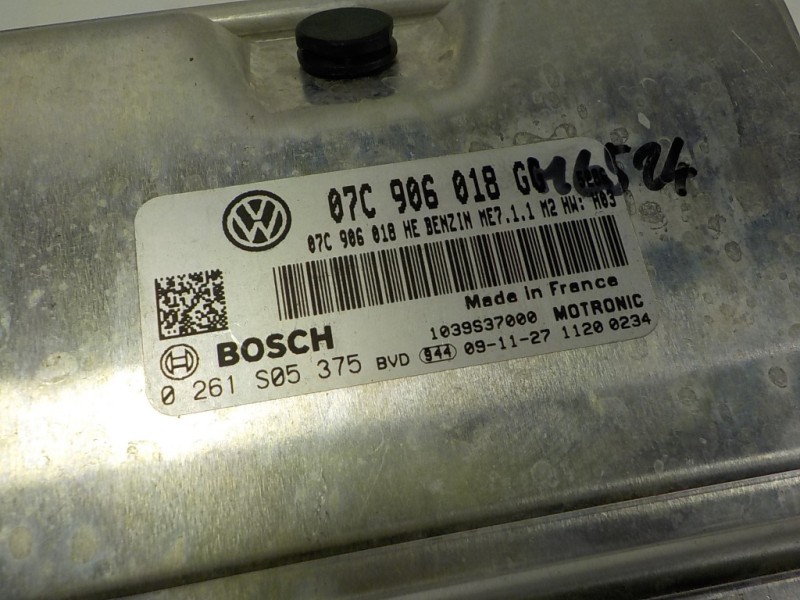 07C 906 018 G
07C 906 018 HE BENZIN ME7.1.1 M2 HW: H03
Made in France
BOSCH
1039S37000 MOTRONIC
0 261 S05 375 BVD 944 09-11-27 1120 0234